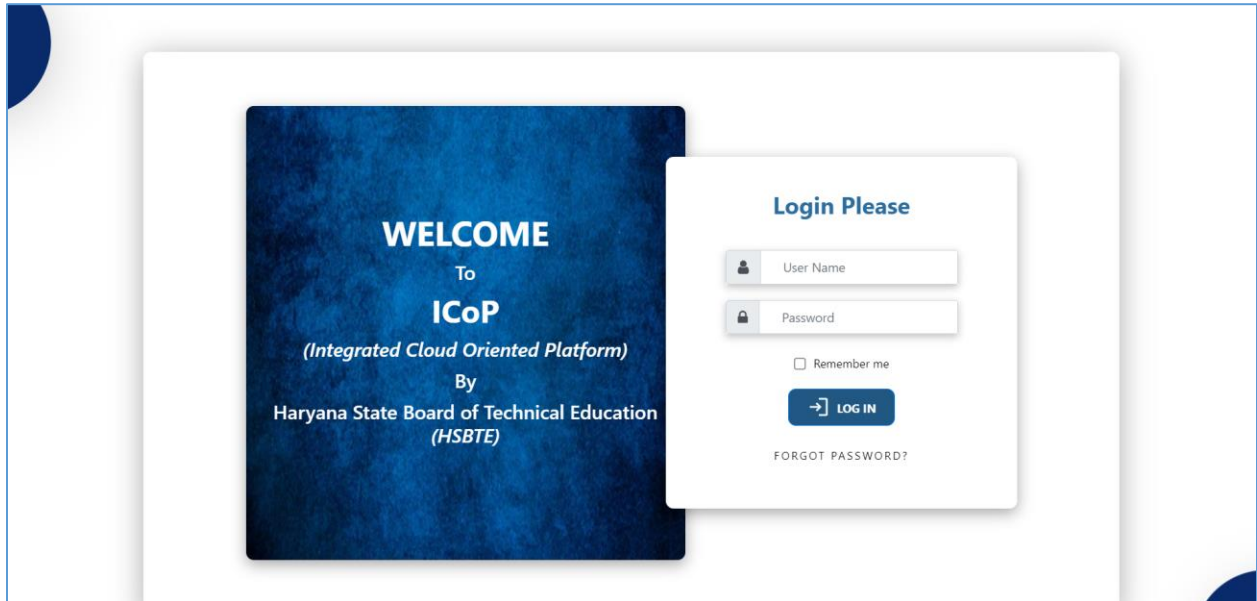 WELCOME
To
ICoP
(Integrated Cloud Oriented Platform)
By
Haryana State Board of Technical Education
(HSBTE)
Login Please
User Name
Password
Remember me
LOG IN
FORGOT PASSWORD?